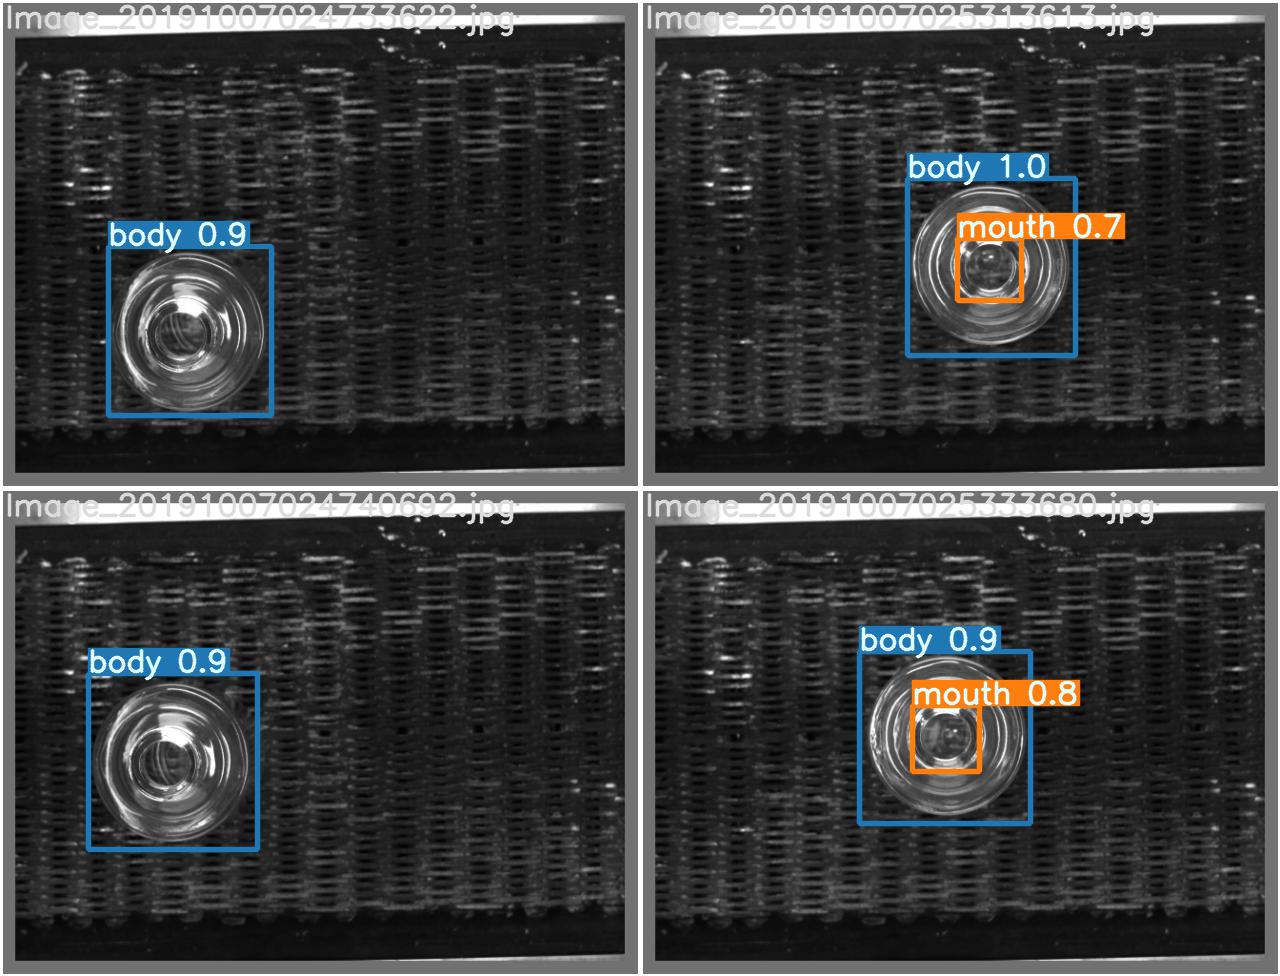 Image_20191007024733622.jpg
body 0.9
Image_20191007025313613.jpg
body 1.0
mouth 0.7
Image_20191007024740692.jpg
body 0.9
Image_20191007025333680.jpg
body 0.9
mouth 0.8